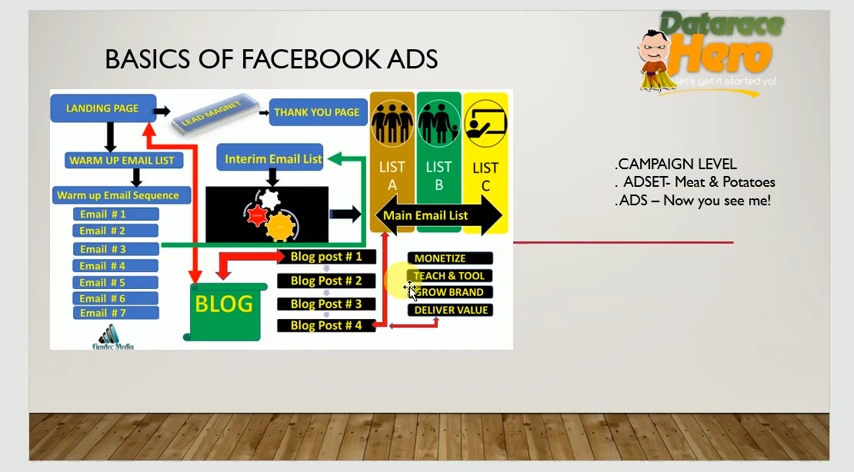 BASICS OF FACEBOOK ADS
Datarace
Hero
let's get it started yo!
LANDING PAGE
LEAD MAGNET
THANK YOU PAGE
WARM UP EMAIL LIST
Interim Email List
Warm up Email Sequence
Email # 1
Email # 2
Email # 3
Email # 4
Email # 5
Email # 6
Email # 7
LIST
A
LIST
B
LIST
C
Main Email List
Blog post # 1
Blog Post # 2
Blog Post # 3
Blog Post # 4
BLOG
MONETIZE
TEACH & TOOL
GROW BRAND
DELIVER VALUE
Gendec Media
.CAMPAIGN LEVEL
. ADSET- Meat & Potatoes
.ADS – Now you see me!